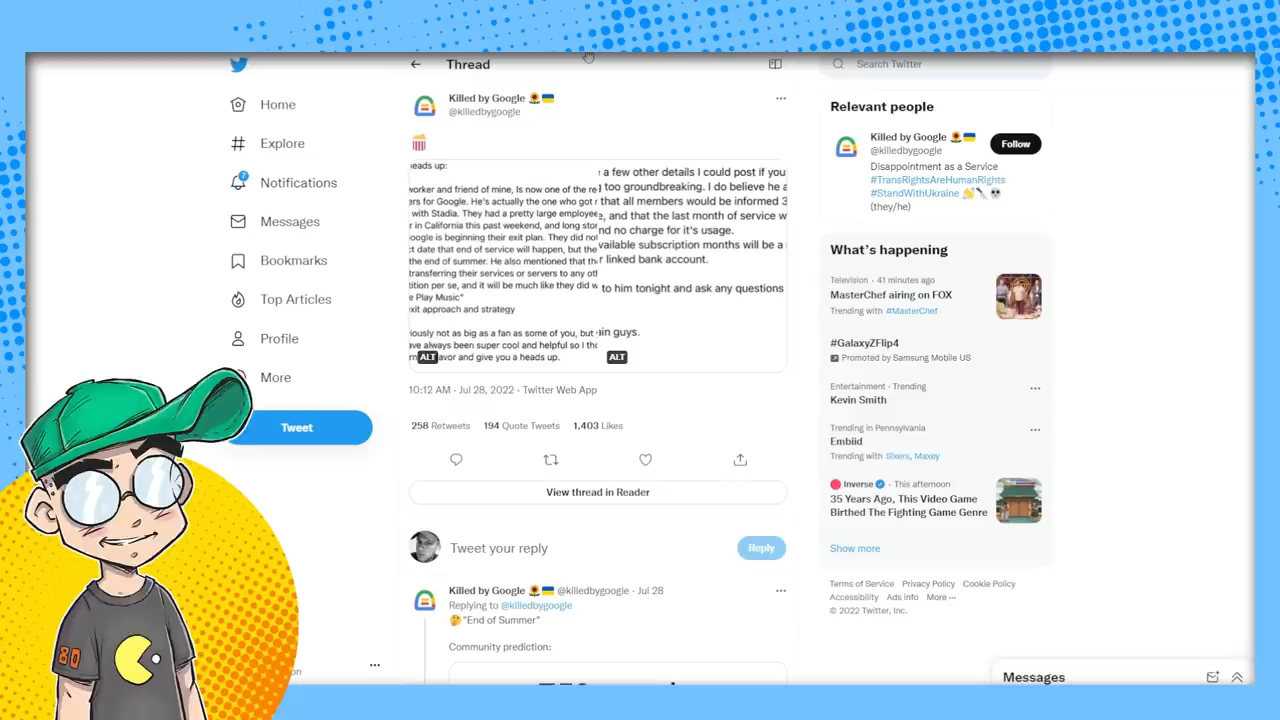 Thread
Search Twitter
Home
Explore
7
Notifications
Messages
Bookmarks
Top Articles
Profile
More
Tweet
Killed by Google
@killedbygoogle
heads up:
worker and friend of mine, Is now one of the re
ers for Google. He's actually the one who got
with Stadia. They had a pretty large employee
r in California this past weekend, and long stor
oogle is beginning their exit plan. They did not
ct date that end of service will happen, but the
the end of summer. He also mentioned that th
transferring their services or servers to any oth
tition per se, and it will be much like they did w
e Play Music"
exit approach and strategy
iously not as big as a fan as some of you, but
ave always been super cool and helpful so I tho
avor and give you a heads up.
ALT
a few other details I could post if you
too groundbreaking. I do believe he a
that all members would be informed 3
, and that the last month of service w
nd no charge for it's usage.
vailable subscription months will be a
r linked bank account.
to him tonight and ask any questions
in guys.
ALT
10:12 AM · Jul 28, 2022 · Twitter Web App
258 Retweets 194 Quote Tweets 1,403 Likes
View thread in Reader
Tweet your reply
Reply
Killed by Google @killedbygoogle · Jul 28
Replying to @killedbygoogle
"End of Summer"
Community prediction:
Relevant people
Killed by Google
@killedbygoogle
Follow
Disappointment as a Service
#TransRightsAreHumanRights
#StandWithUkraine
(they/he)
What's happening
Television · 41 minutes ago
MasterChef airing on FOX
Trending with #MasterChef
#GalaxyZFlip4
Promoted by Samsung Mobile US
Entertainment · Trending
Kevin Smith
Trending in Pennsylvania
Embiid
Trending with Sixers, Maxey
Inverse · This afternoon
35 Years Ago, This Video Game
Birthed The Fighting Game Genre
Show more
Terms of Service Privacy Policy Cookie Policy
Accessibility Ads info More ···
© 2022 Twitter, Inc.
Messages
80